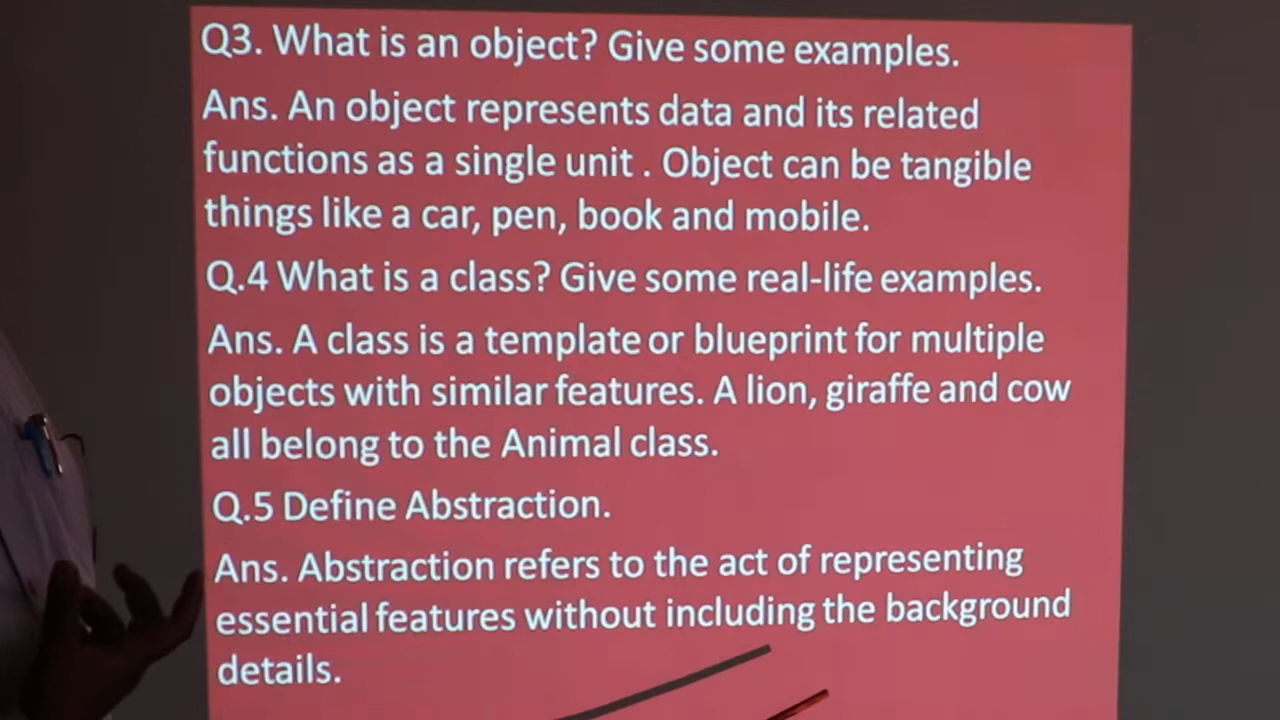 Q3. What is an object? Give some examples.
Ans. An object represents data and its related
functions as a single unit . Object can be tangible
things like a car, pen, book and mobile.
Q.4 What is a class? Give some real-life examples.
Ans. A class is a template or blueprint for multiple
objects with similar features. A lion, giraffe and cow
all belong to the Animal class.
Q.5 Define Abstraction.
Ans. Abstraction refers to the act of representing
essential features without including the background
details.